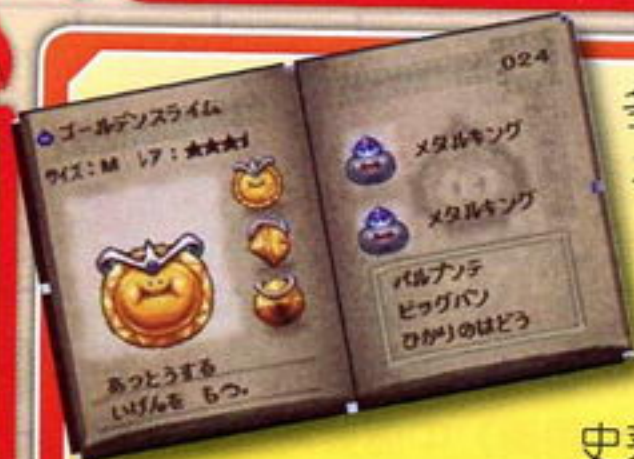 ゴールデンスライム
サイズ：M レア：★★★
あっとうする
いげんを もつ。
024
メタルキング
メタルキング
パルプンテ
ビッグバン
ひかりのはどう
史